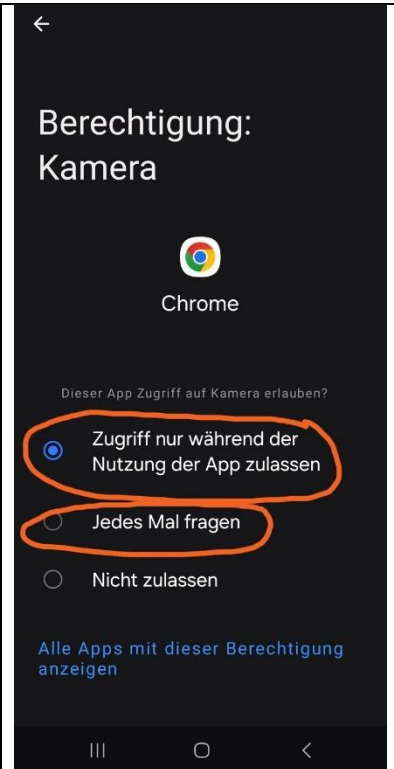 Berechtigung:
Kamera
Chrome
Dieser App Zugriff auf Kamera erlauben?
Zugriff nur während der
Nutzung der App zulassen
Jedes Mal fragen
Nicht zulassen
Alle Apps mit dieser Berechtigung
anzeigen